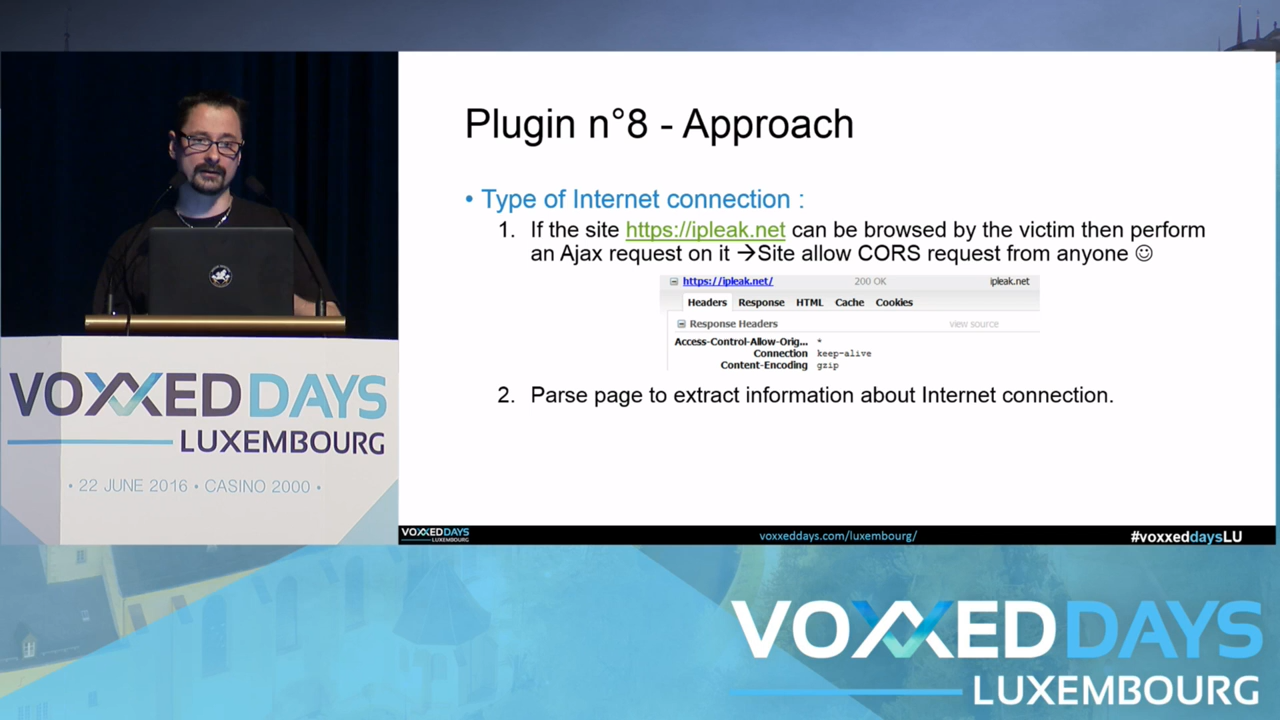 Plugin n°8 - Approach
• Type of Internet connection :
1. If the site https://ipleak.net can be browsed by the victim then perform
an Ajax request on it →Site allow CORS request from anyone ☺
https://ipleak.net/ 200 OK ipleak.net
Headers Response HTML Cache Cookies
Response Headers view source
Access-Control-Allow-Orig... *
Connection keep-alive
Content-Encoding gzip
2. Parse page to extract information about Internet connection.
VOXXED DAYS
LUXEMBOURG
• 22 JUNE 2016 • CASINO 2000 •
VOXXEDDAYS
LUXEMBOURG
voxxeddays.com/luxembourg/
#voxxeddaysLU
VOXXED DAYS
LUXEMBOURG